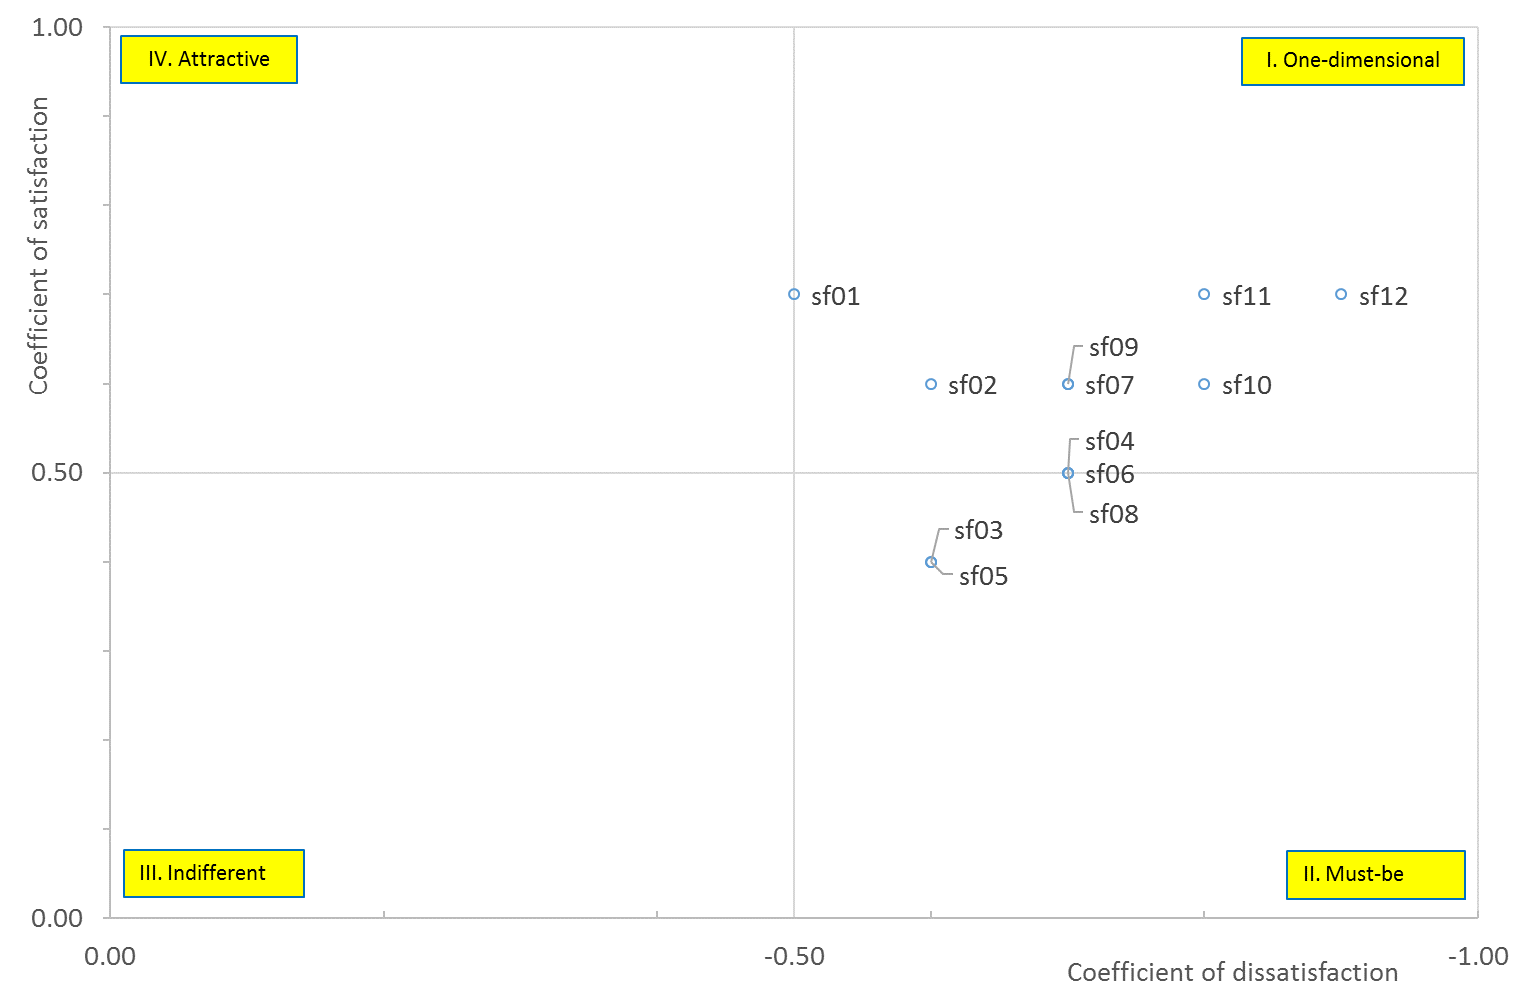 1.00
IV. Attractive
I. One-dimensional
Coefficient of satisfaction
sf01
sf11
sf12
sf09
sf02
sf07
sf10
sf04
0.50
sf06
sf08
sf03
sf05
III. Indifferent
II. Must-be
0.00
0.00
-0.50
-1.00
Coefficient of dissatisfaction